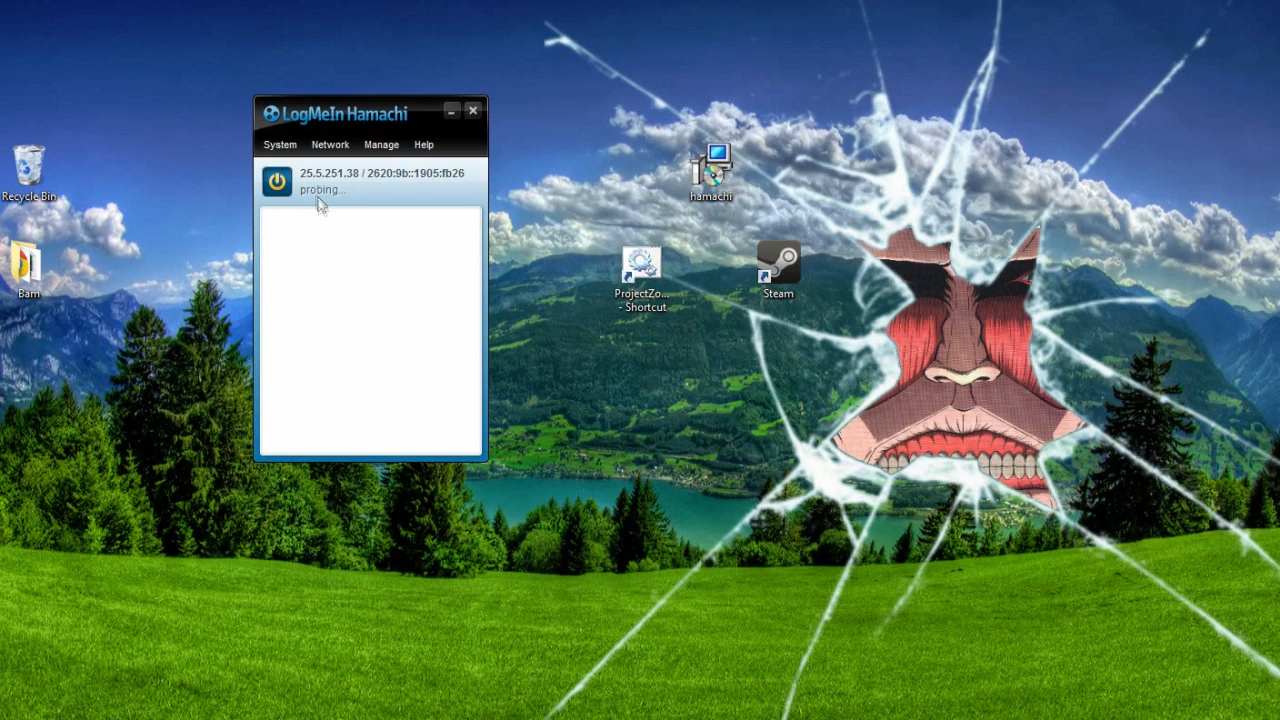 LogMeIn Hamachi
System Network Manage Help
25.5.251.38 / 2620:9b::1905:fb26
probing...
Recycle Bin
hamachi
Bam
ProjectZo...
- Shortcut
Steam